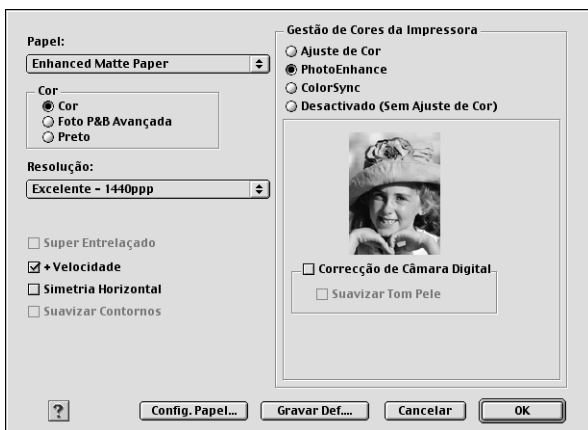 Papel:
Enhanced Matte Paper
Cor
Cor
Foto P&B Avançada
Preto
Resolução:
Excelente - 1440ppp
Super Entrelaçado
+Velocidade
Simetria Horizontal
Suavizar Contornos
Gestão de Cores da Impressora
Ajuste de Cor
PhotoEnhance
ColorSync
Desactivado (Sem Ajuste de Cor)
Correcção de Câmara Digital
Suavizar Tom Pele
?
Config. Papel...
Gravar Def....
Cancelar
OK